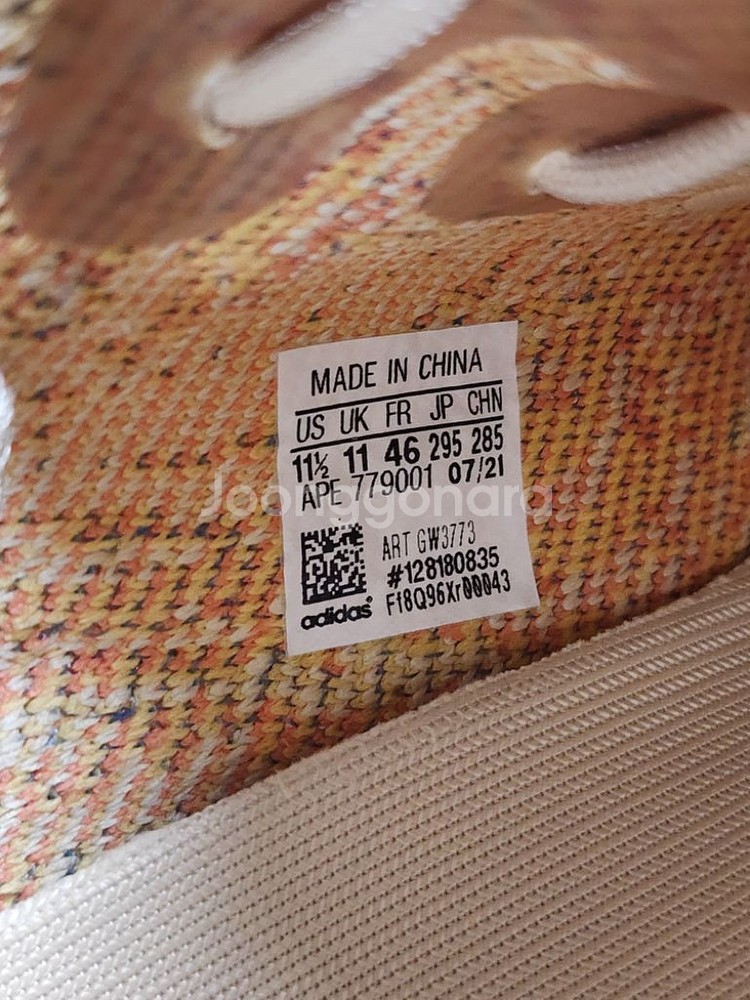 MADE IN CHINA
US UK FR JP CHN
11½ 11 46 295 285
APE 779001 07/21
Joonggonara
ART GW3773
#128180835
Ff8Q96Xr00043
adidas